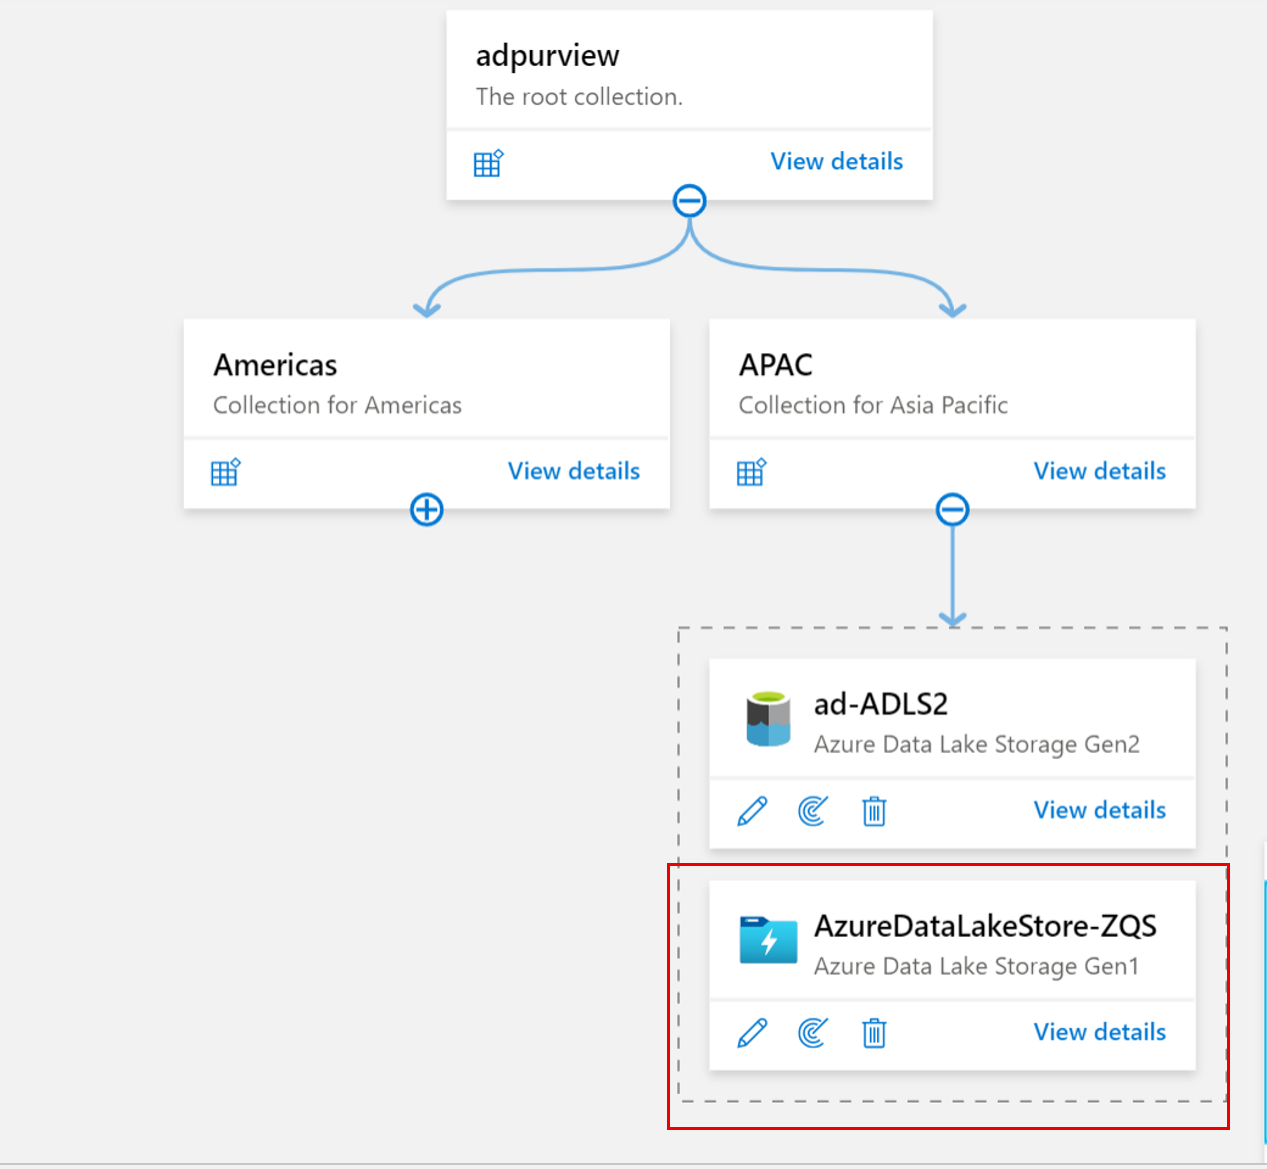 adpurview
The root collection.
View details
Americas
Collection for Americas
View details
APAC
Collection for Asia Pacific
View details
ad-ADLS2
Azure Data Lake Storage Gen2
View details
AzureDataLakeStore-ZQS
Azure Data Lake Storage Gen1
View details